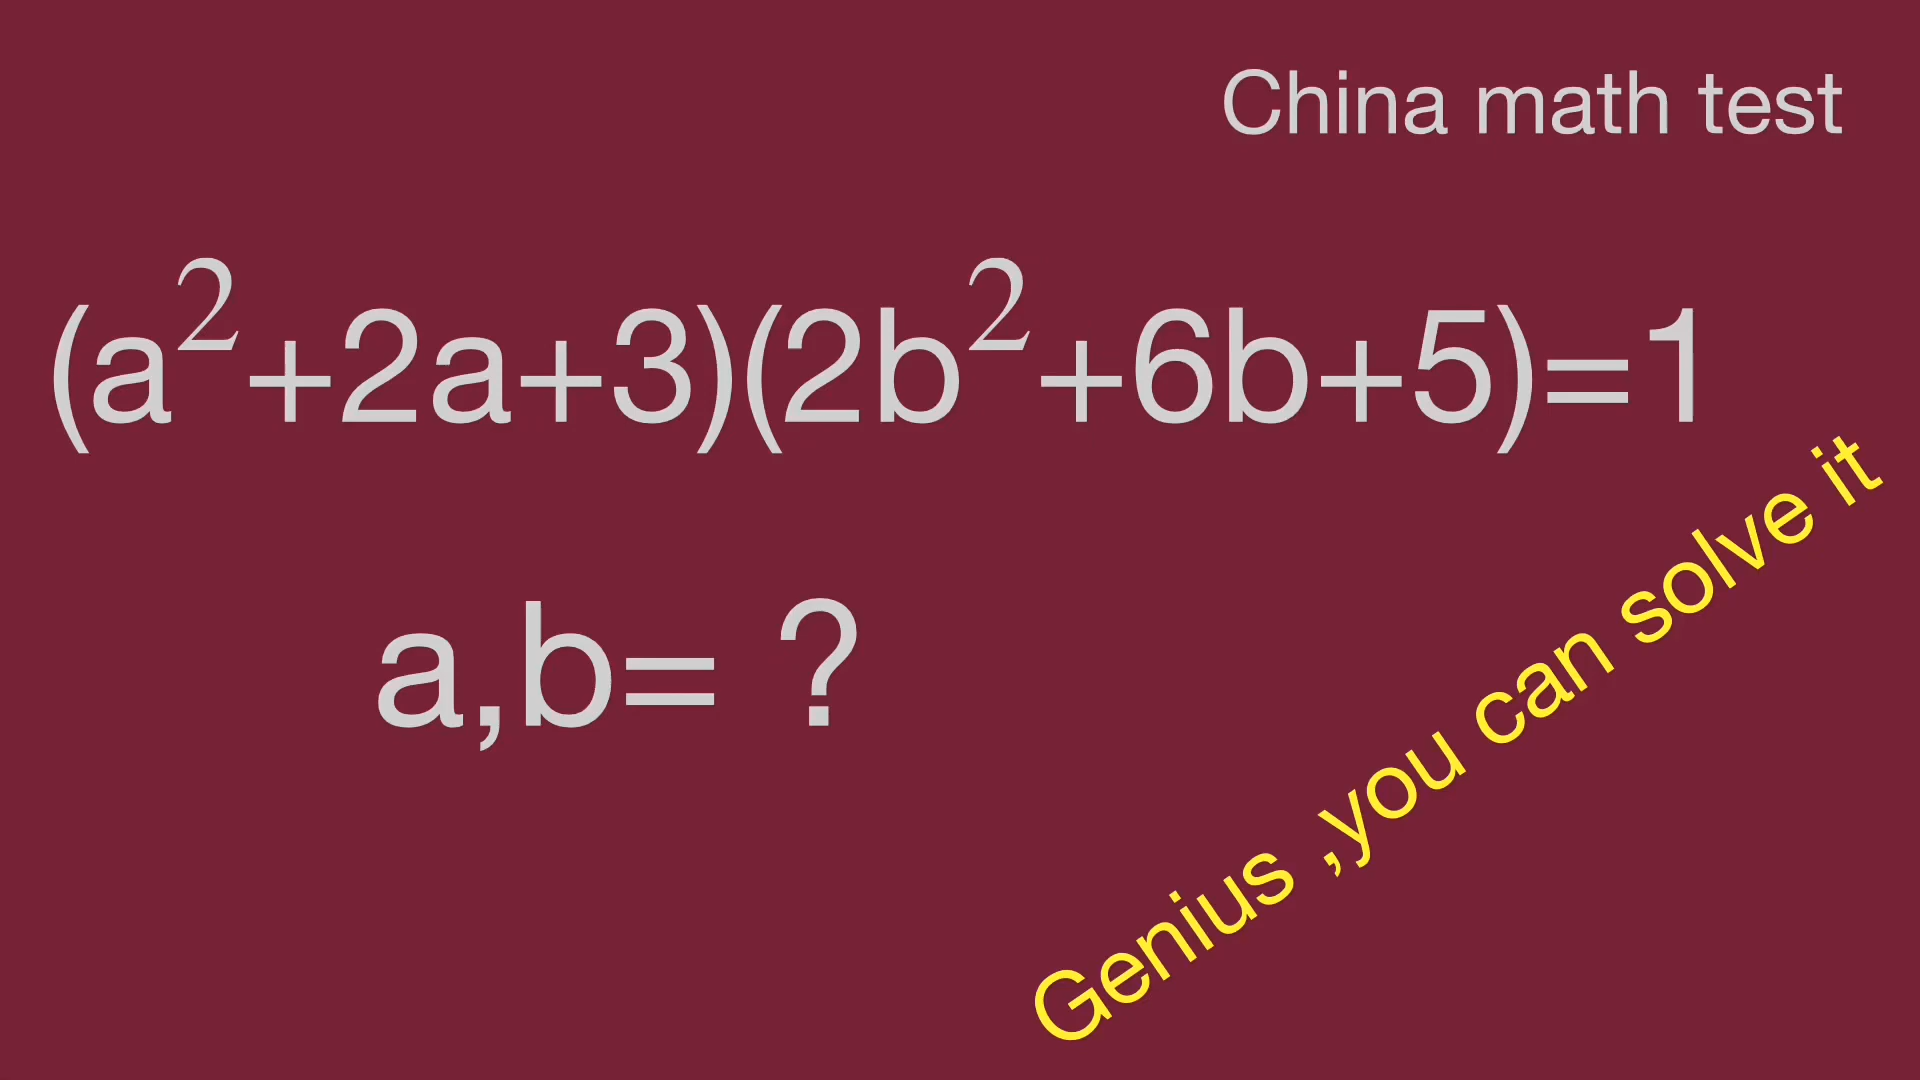 China math test
(a²+2a+3)(2b²+6b+5)=1
a,b= ?
Genius ,you can solve it